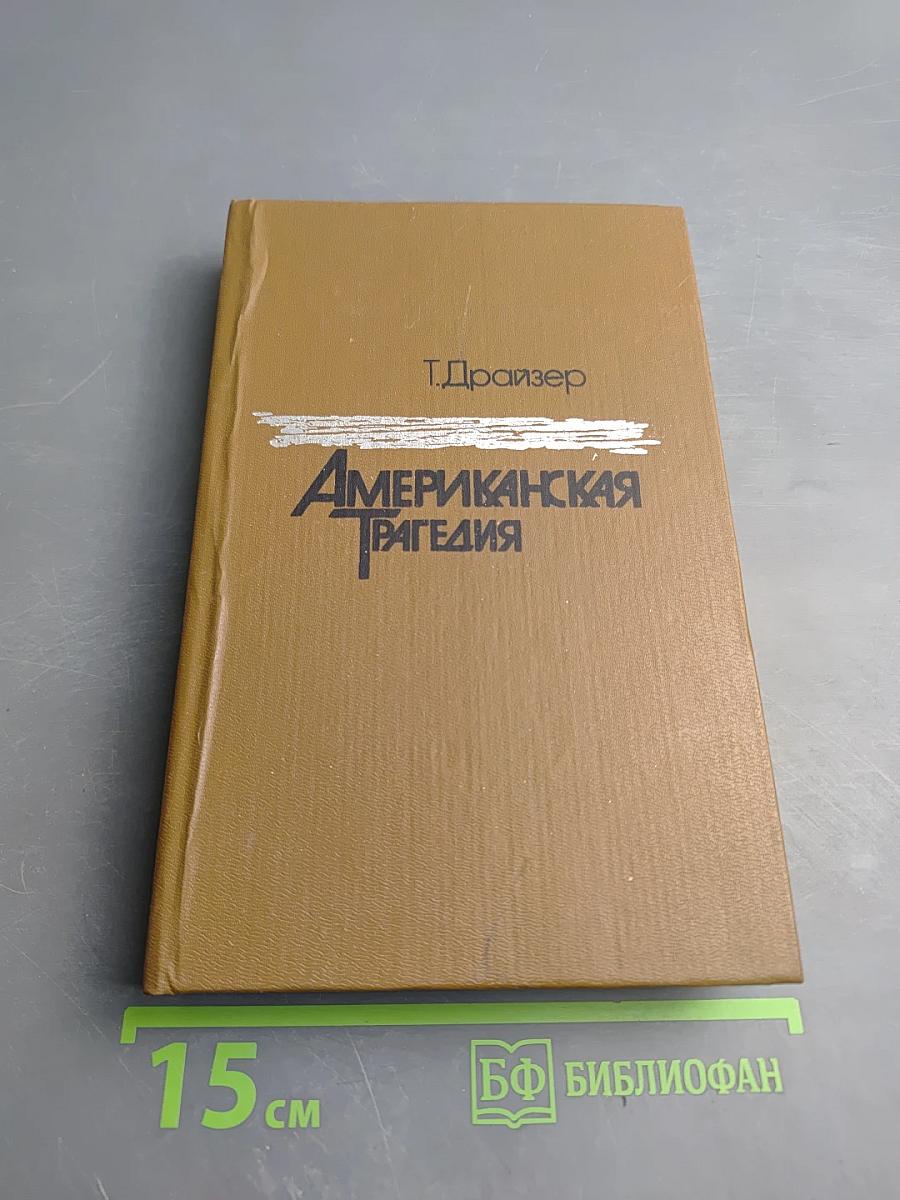 Т. Драйзер
Американская
Трагедия
15 см
БФ БИБЛИОФАН